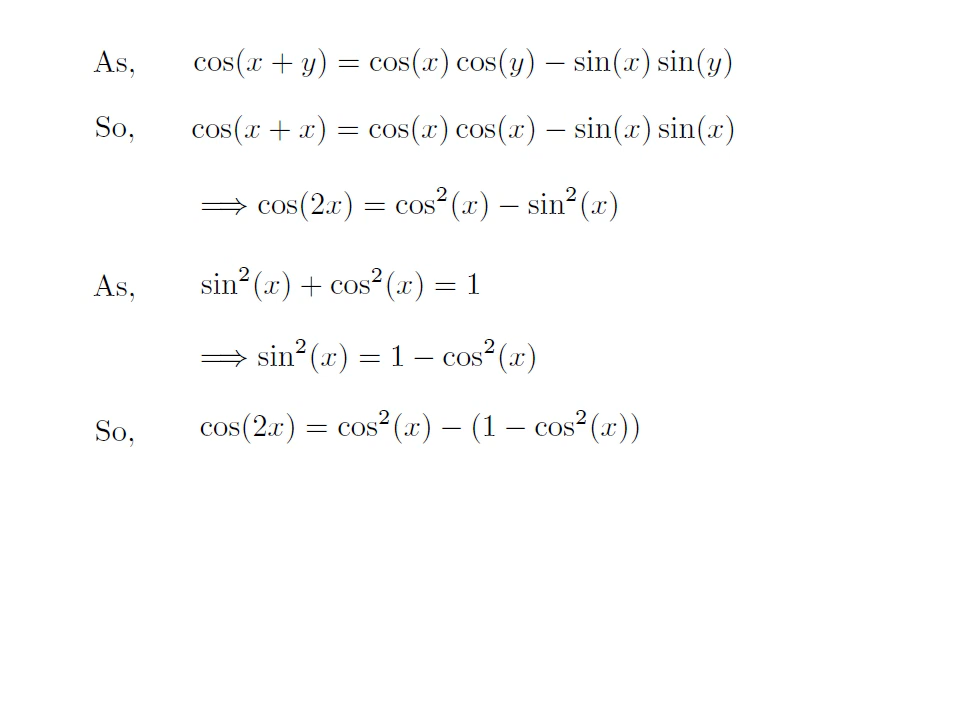 As, cos(x + y) = cos(x) cos(y) − sin(x) sin(y)
So, cos(x + x) = cos(x) cos(x) − sin(x) sin(x)
⟹ cos(2x) = cos²(x) − sin²(x)
As, sin²(x) + cos²(x) = 1
⟹ sin²(x) = 1 − cos²(x)
So, cos(2x) = cos²(x) − (1 − cos²(x))